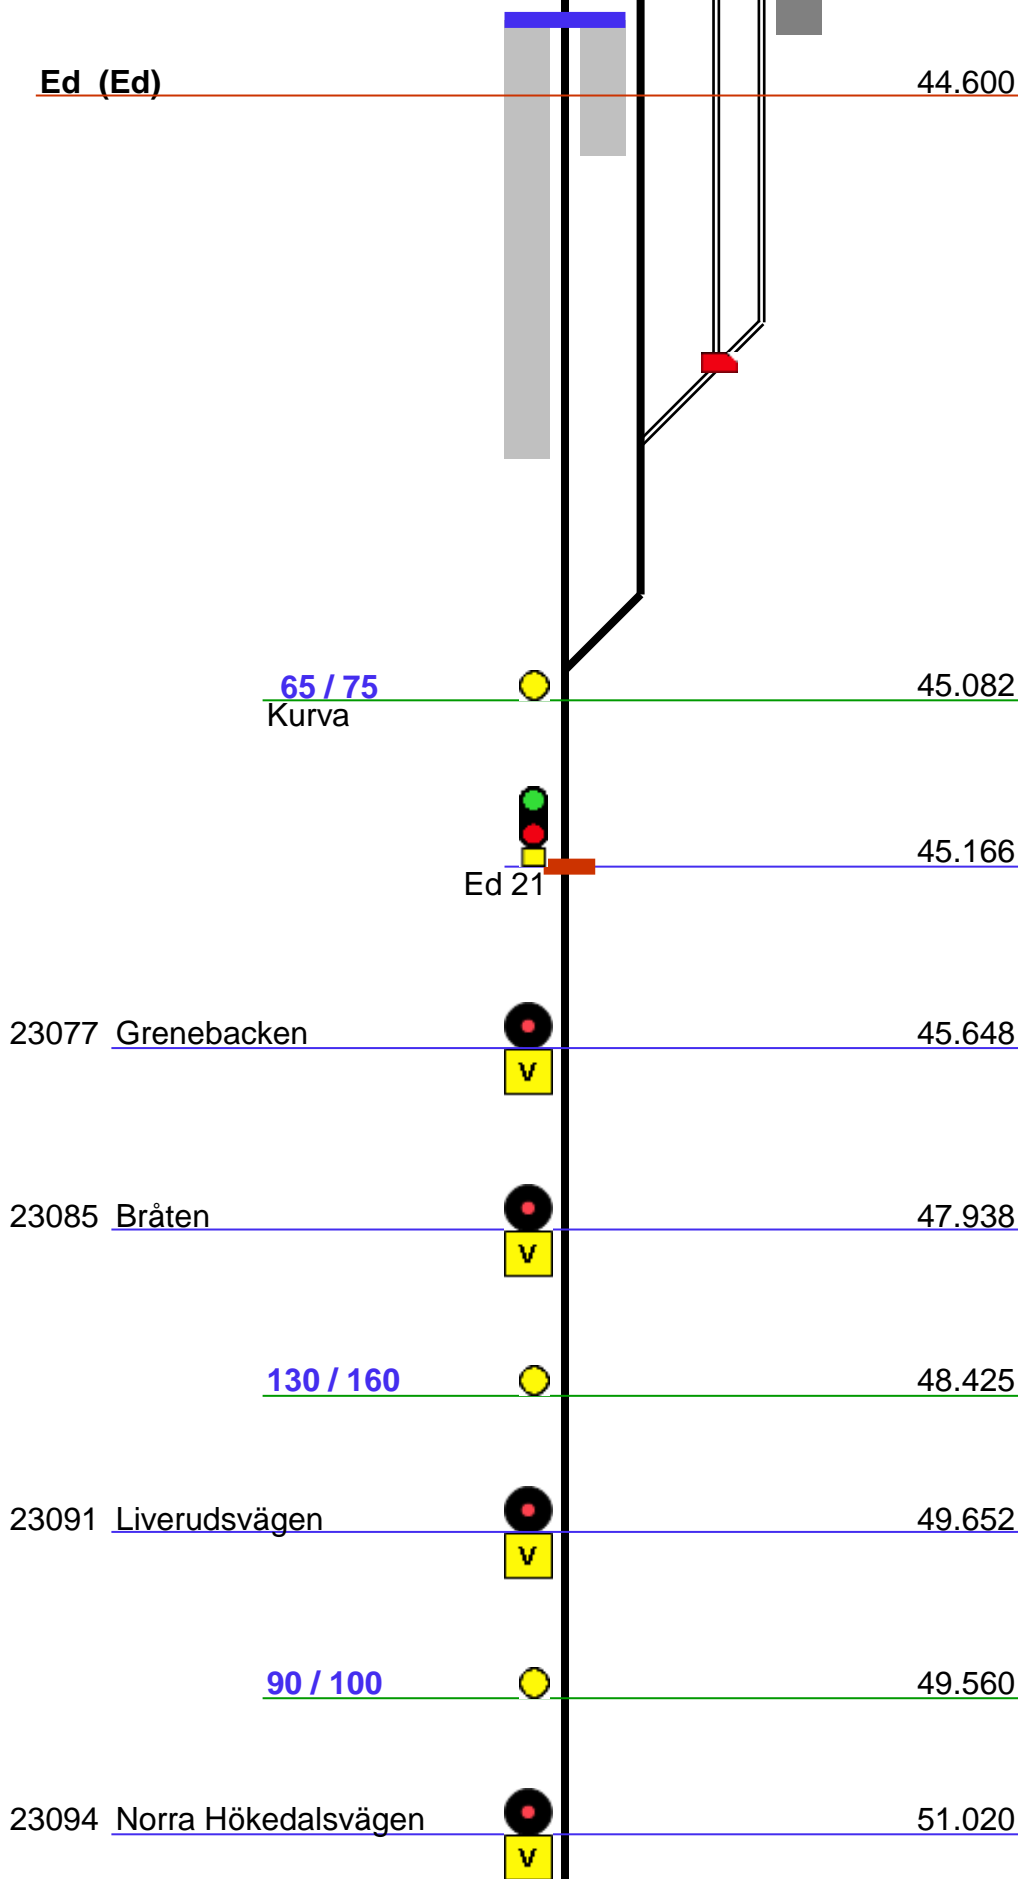 Ed (Ed) 44.600
65 / 75 45.082
Kurva
45.166
Ed 21
23077 Grenebacken 45.648
V
23085 Bråten 47.938
V
130 / 160 48.425
23091 Liverudsvägen 49.652
V
90 / 100 49.560
23094 Norra Hökedalsvägen 51.020
V